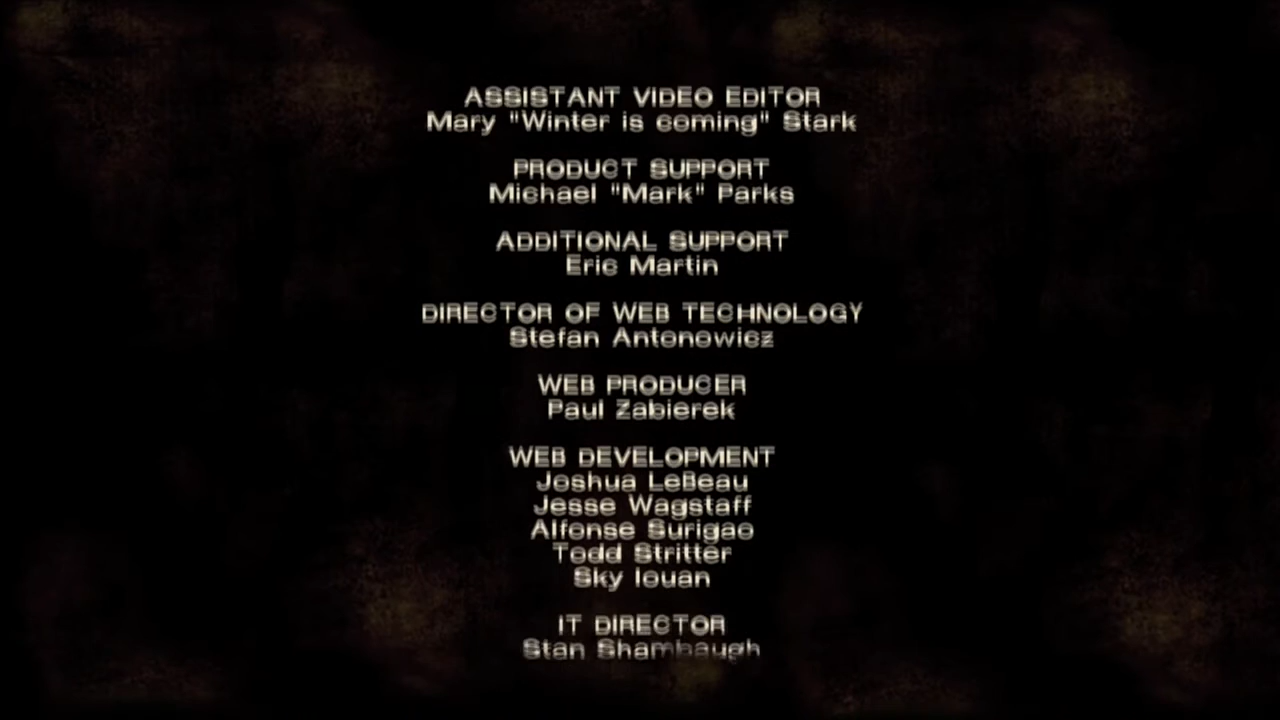 ASSISTANT VIDEO EDITOR
Mary "Winter is coming" Stark
PRODUCT SUPPORT
Michael "Mark" Parks
ADDITIONAL SUPPORT
Eric Martin
DIRECTOR OF WEB TECHNOLOGY
Stefan Antonowicz
WEB PRODUCER
Paul Zabierek
WEB DEVELOPMENT
Joshua LeBeau
Jesse Wagstaff
Alfonse Surigao
Todd Stritter
Sky Iouan
IT DIRECTOR
Stan Shambaugh